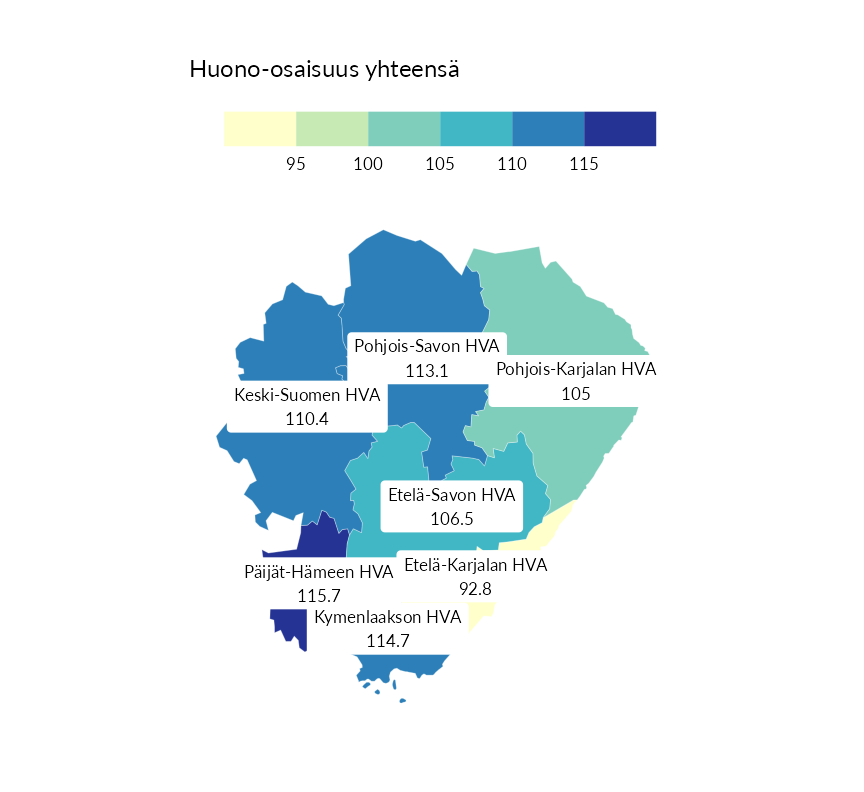 Huono-osaisuus yhteensä
95 100 105 110 115
Pohjois-Savon HVA
113.1
Pohjois-Karjalan HVA
105
Keski-Suomen HVA
110.4
Etelä-Savon HVA
106.5
Etelä-Karjalan HVA
92.8
Päijät-Hämeen HVA
115.7
Kymenlaakson HVA
114.7